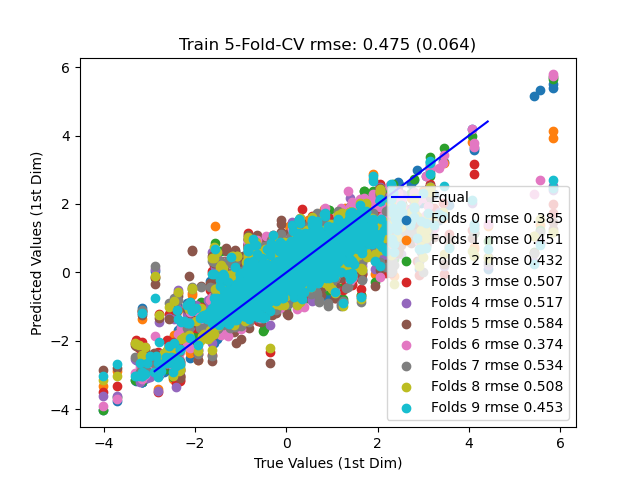 Train 5-Fold-CV rmse: 0.475 (0.064)
6
4
2
0
−2
−4
Predicted Values (1st Dim)
Equal
Folds 0 rmse 0.385
Folds 1 rmse 0.451
Folds 2 rmse 0.432
Folds 3 rmse 0.507
Folds 4 rmse 0.517
Folds 5 rmse 0.584
Folds 6 rmse 0.374
Folds 7 rmse 0.534
Folds 8 rmse 0.508
Folds 9 rmse 0.453
−4 −2 0 2 4 6
True Values (1st Dim)